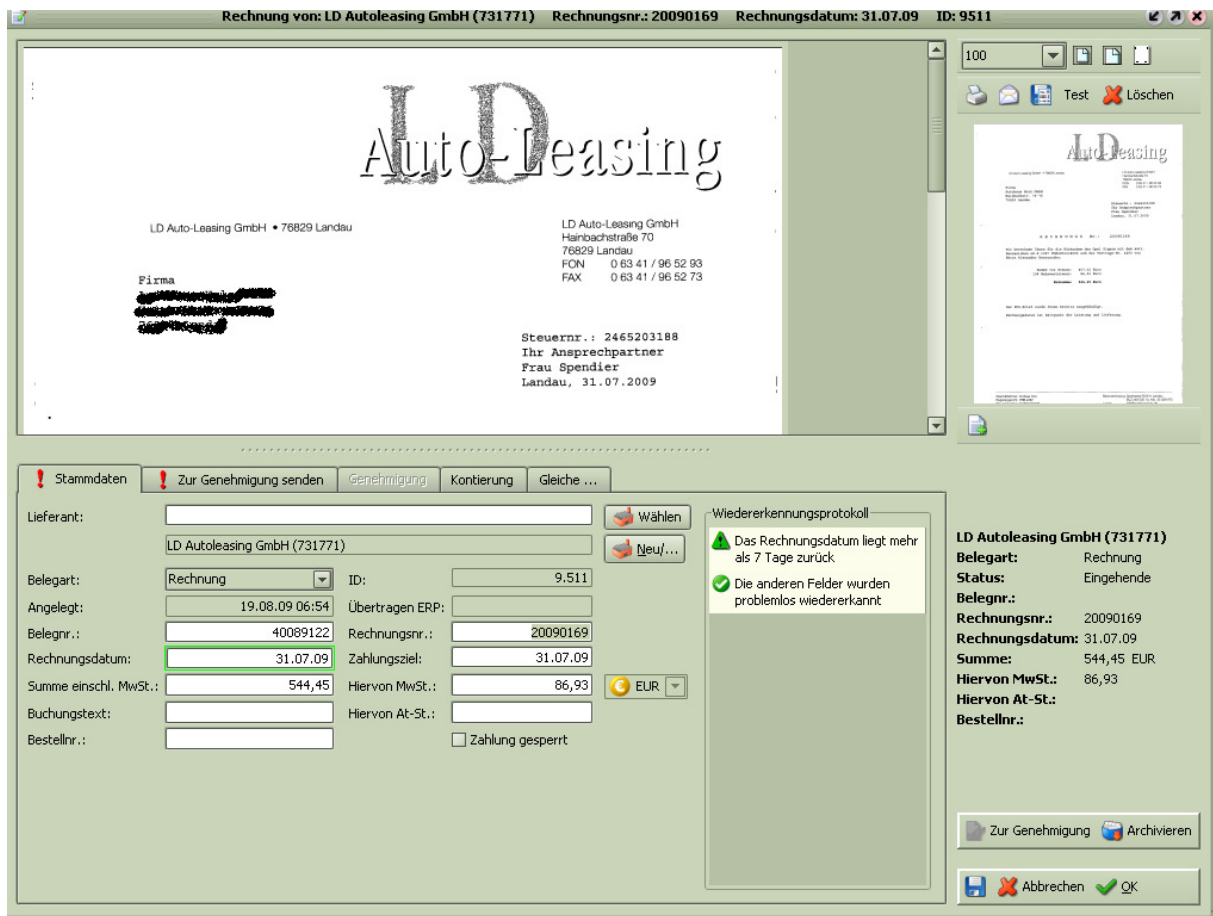 Rechnung von: LD Autoleasing GmbH (731771) Rechnungsnr.: 20090169 Rechnungsdatum: 31.07.09 ID: 9511
LD
Auto-Leasing
LD Auto-Leasing GmbH • 76829 Landau
LD Auto-Leasing GmbH
Hainbachstraße 70
76829 Landau
FON 0 63 41 / 96 52 93
FAX 0 63 41 / 96 52 73
Firma
Steuernr.: 2465203188
Ihr Ansprechpartner
Frau Spendier
Landau, 31.07.2009
100
Test Löschen
LD
Auto-Leasing
Stammdaten Zur Genehmigung senden Genehmigung Kontierung Gleiche ...
Lieferant: Wählen
LD Autoleasing GmbH (731771) Neu/...
Belegart: Rechnung ID: 9.511
Angelegt: 19.08.09 06:54 Übertragen ERP:
Belegnr.: 40089122 Rechnungsnr.: 20090169
Rechnungsdatum: 31.07.09 Zahlungsziel: 31.07.09
Summe einschl. MwSt.: 544,45 Hiervon MwSt.: 86,93 EUR
Buchungstext: Hiervon At-St.:
Bestellnr.: Zahlung gesperrt
Wiedererkennungsprotokoll
Das Rechnungsdatum liegt mehr
als 7 Tage zurück
Die anderen Felder wurden
problemlos wiedererkannt
LD Autoleasing GmbH (731771)
Belegart: Rechnung
Status: Eingehende
Belegnr.:
Rechnungsnr.: 20090169
Rechnungsdatum: 31.07.09
Summe: 544,45 EUR
Hiervon MwSt.: 86,93
Hiervon At-St.:
Bestellnr.:
Zur Genehmigung Archivieren
Abbrechen OK